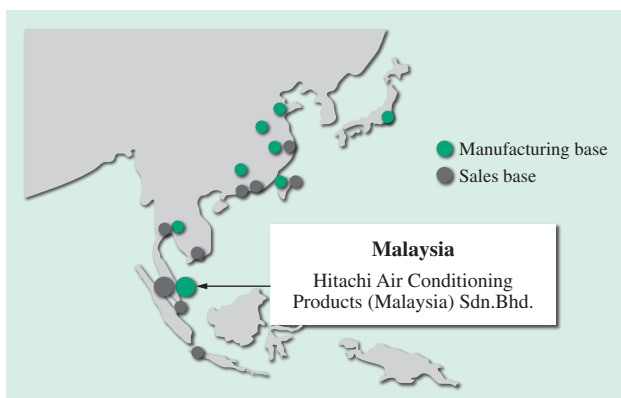 Manufacturing base
Sales base
Malaysia
Hitachi Air Conditioning
Products (Malaysia) Sdn.Bhd.